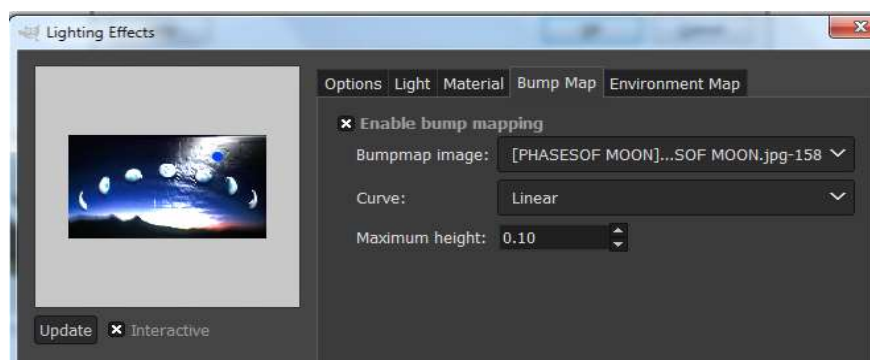 Lighting Effects
Options Light Material Bump Map Environment Map
Enable bump mapping
Bumpmap image: [PHASESOF MOON]...SOF MOON.jpg-158
Curve: Linear
Maximum height: 0.10
Update Interactive